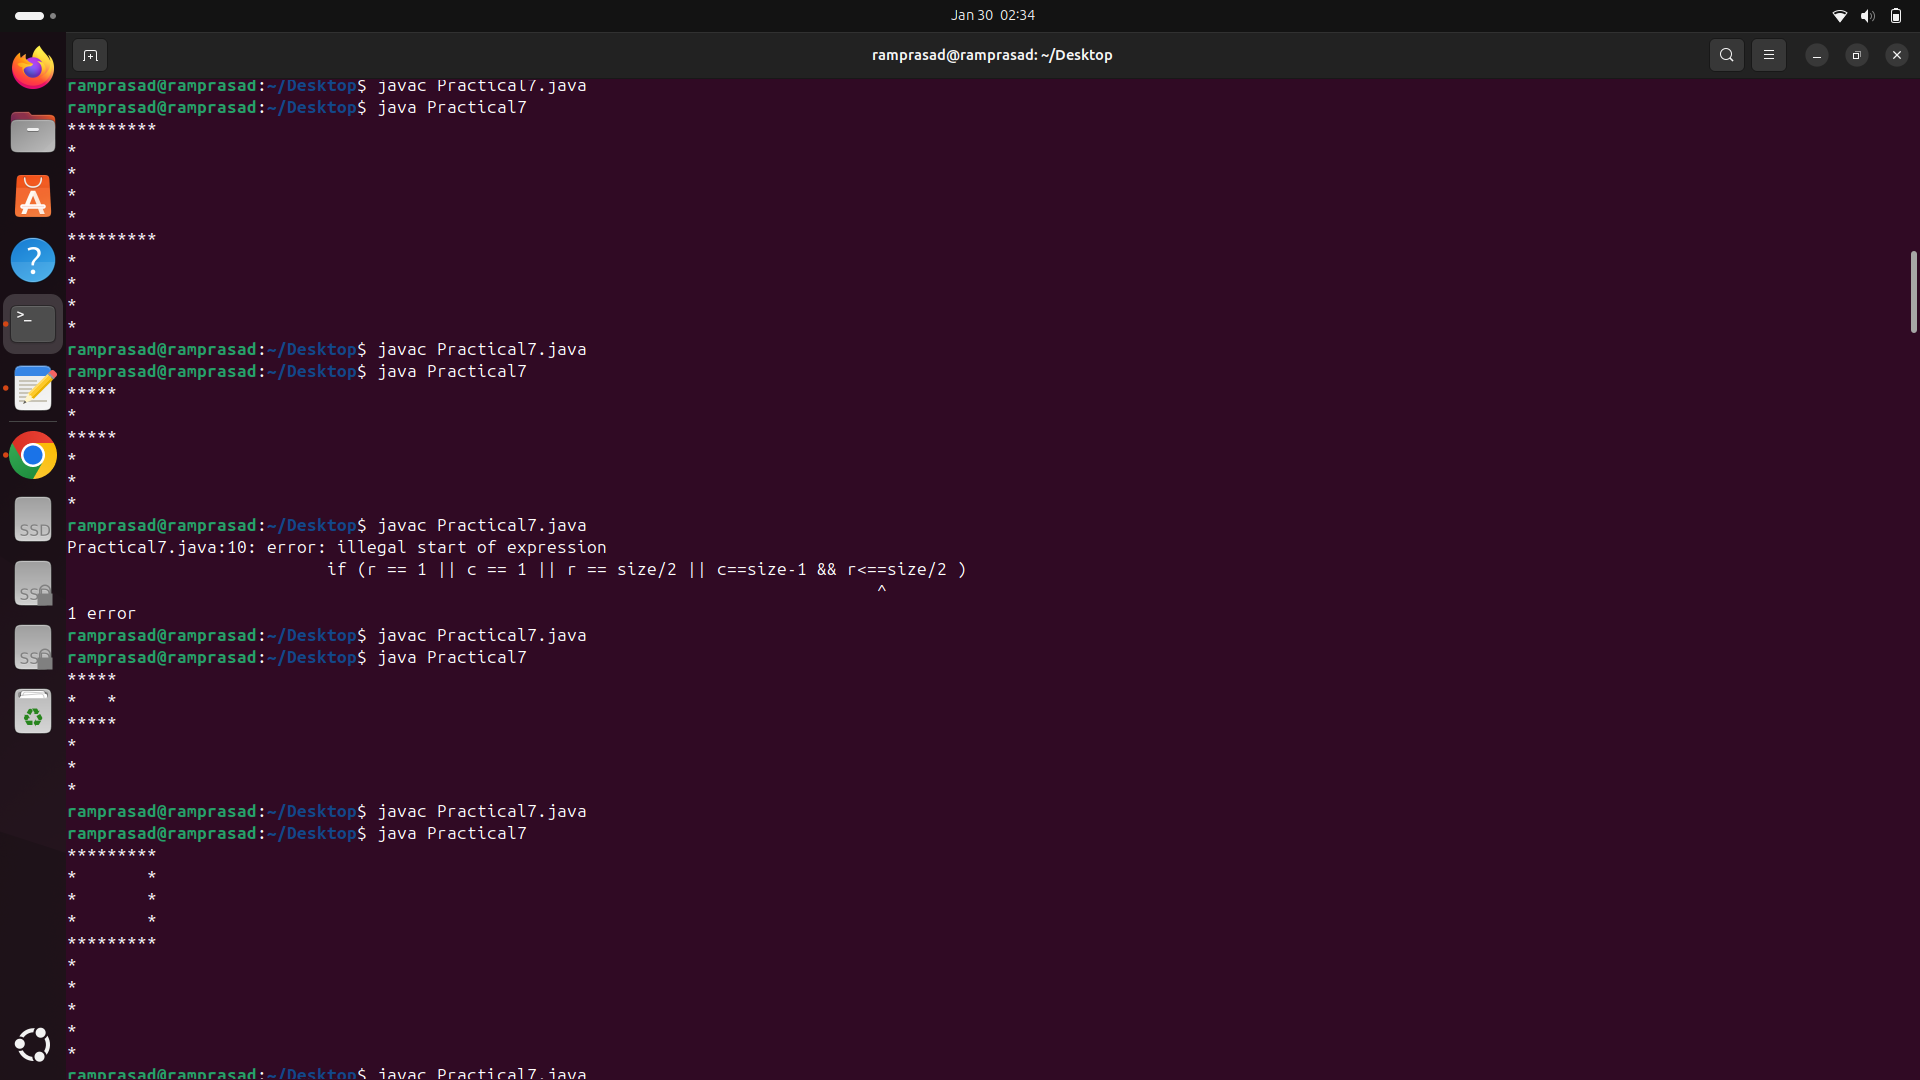 Jan 30 02:34
ramprasad@ramprasad: ~/Desktop
ramprasad@ramprasad:~/Desktop$ javac Practical7.java
ramprasad@ramprasad:~/Desktop$ java Practical7
*********
*
*
*
*
*********
*
*
*
*
ramprasad@ramprasad:~/Desktop$ javac Practical7.java
ramprasad@ramprasad:~/Desktop$ java Practical7
*****
*
*****
*
*
*
ramprasad@ramprasad:~/Desktop$ javac Practical7.java
Practical7.java:10: error: illegal start of expression
                          if (r == 1 || c == 1 || r == size/2 || c==size-1 && r<==size/2 )
                                                                                 ^
1 error
ramprasad@ramprasad:~/Desktop$ javac Practical7.java
ramprasad@ramprasad:~/Desktop$ java Practical7
*****
*   *
*****
*
*
*
ramprasad@ramprasad:~/Desktop$ javac Practical7.java
ramprasad@ramprasad:~/Desktop$ java Practical7
*********
*       *
*       *
*       *
*********
*
*
*
*
*
ramprasad@ramprasad:~/Desktop$ javac Practical7.java
A
?
>_
SSD
SSD
SSD